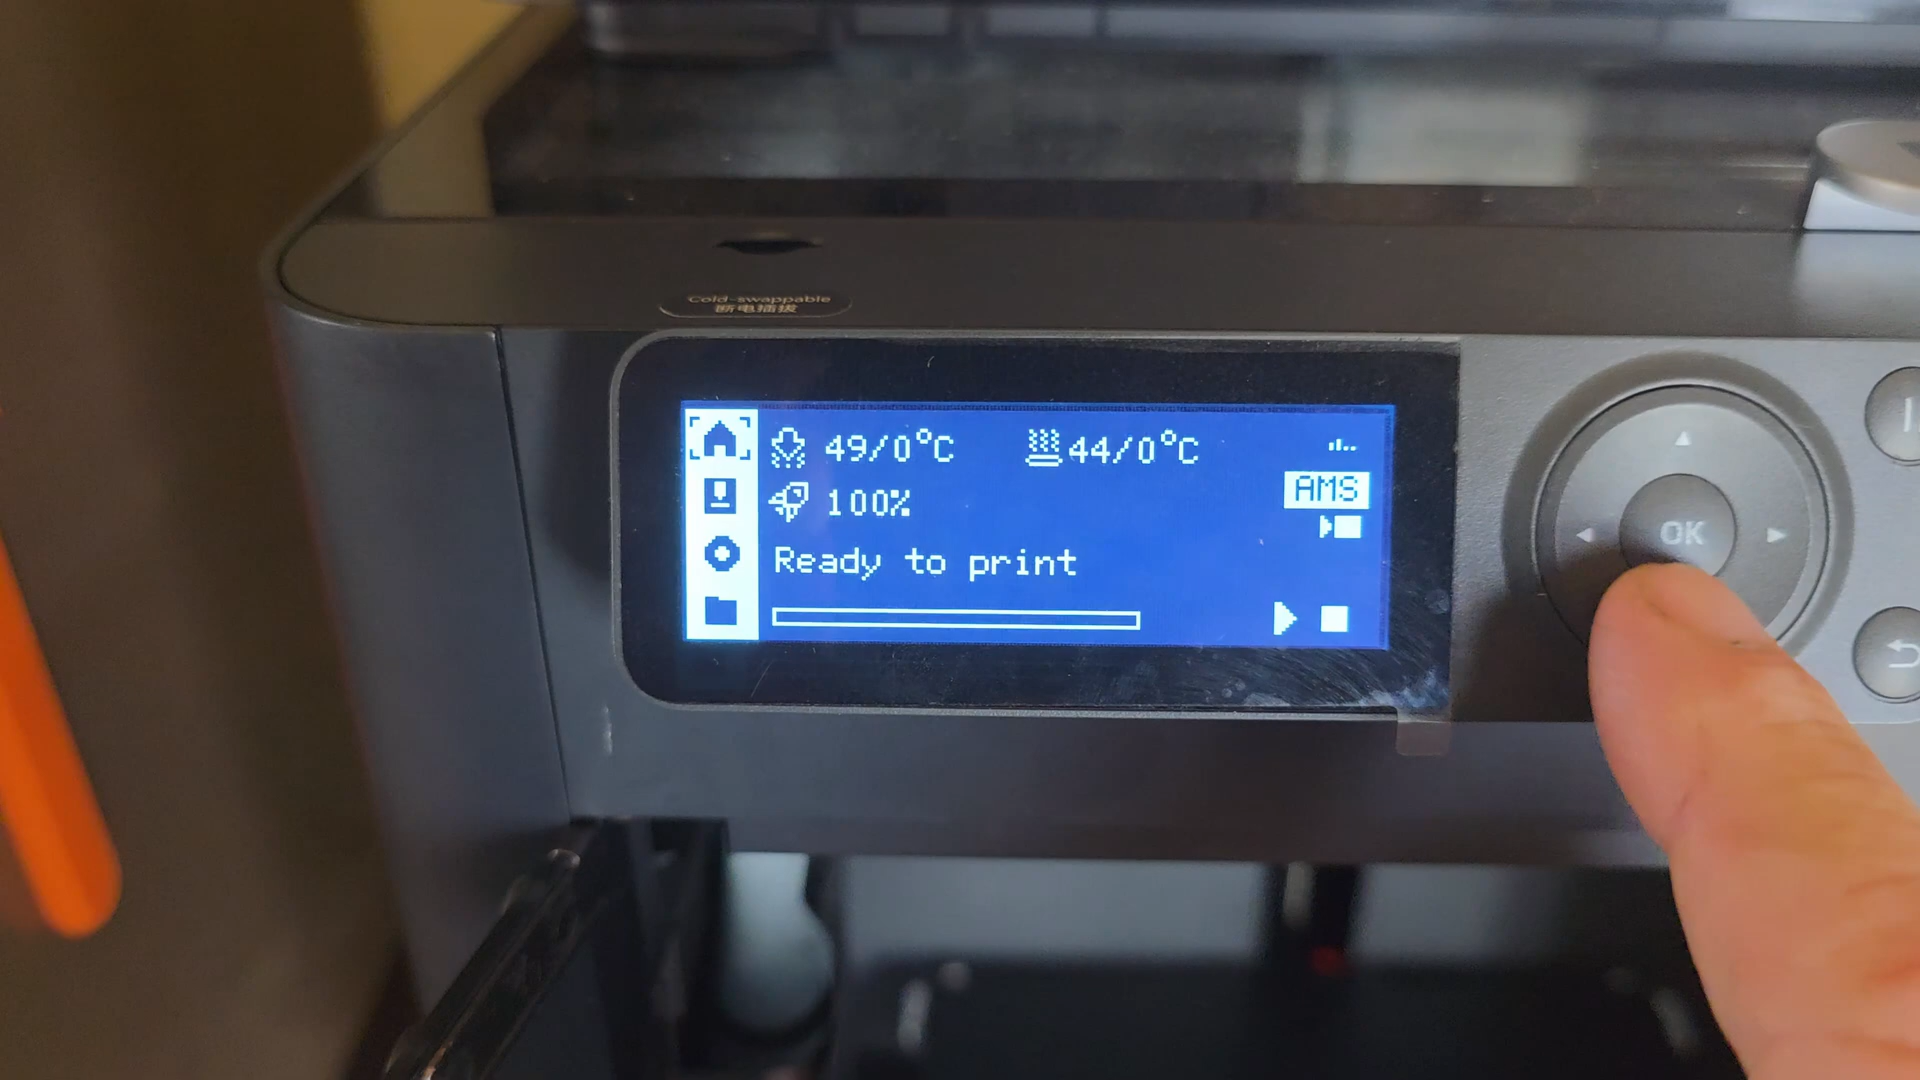 Cold-swappable
断电插拔
49/0°C 44/0°C
AMS
100%
Ready to print
OK